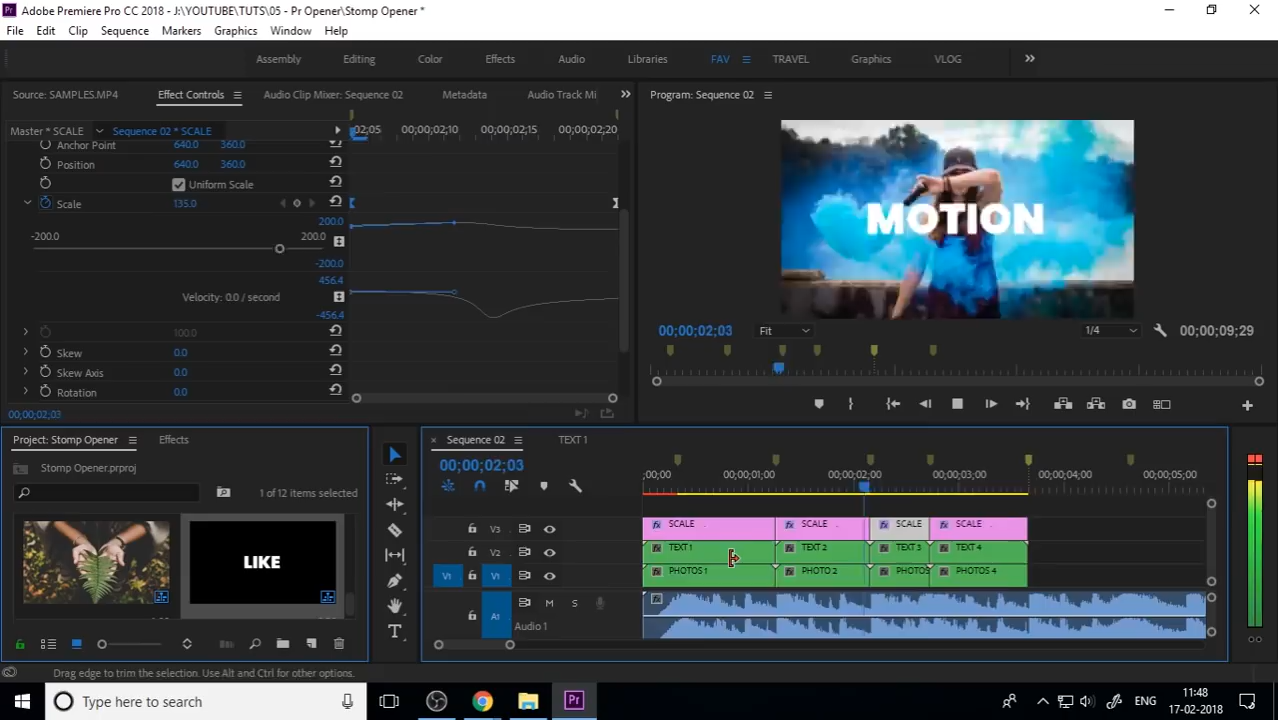 Pr Adobe Premiere Pro CC 2018 - J:\YOUTUBE\TUTS\05 - Pr Opener\Stomp Opener *
File Edit Clip Sequence Markers Graphics Window Help
Assembly Editing Color Effects Audio Libraries FAV TRAVEL Graphics VLOG
Source: SAMPLES.MP4 Effect Controls Audio Clip Mixer: Sequence 02 Metadata Audio Track Mi
Program: Sequence 02
Master * SCALE Sequence 02 * SCALE
02;05 00;00;02;10 00;00;02;15 00;00;02;20
Anchor Point 640.0 360.0
Position 640.0 360.0
Uniform Scale
Scale 135.0
200.0
-200.0 200.0
-200.0
456.4
Velocity: 0.0 / second
-456.4
100.0
Skew 0.0
Skew Axis 0.0
Rotation 0.0
00;00;02;03
MOTION
00;00;02;03 Fit 1/4 00;00;09;29
Project: Stomp Opener Effects
Stomp Opener.prproj
1 of 12 items selected
LIKE
Sequence 02 TEXT 1
00;00;02;03
;00;00 00;00;01;00 00;00;02;00 00;00;03;00 00;00;04;00 00;00;05;00
V3 SCALE SCALE SCALE SCALE
V2 TEXT1 TEXT 2 TEXT 3 TEXT 4
V1 V1 PHOTOS 1 PHOTO 2 PHOTOS PHOTOS 4
A1 M S
Audio 1
Drag edge to trim the selection. Use Alt and Ctrl for other options.
Type here to search
Pr
ENG
11:48
17-02-2018